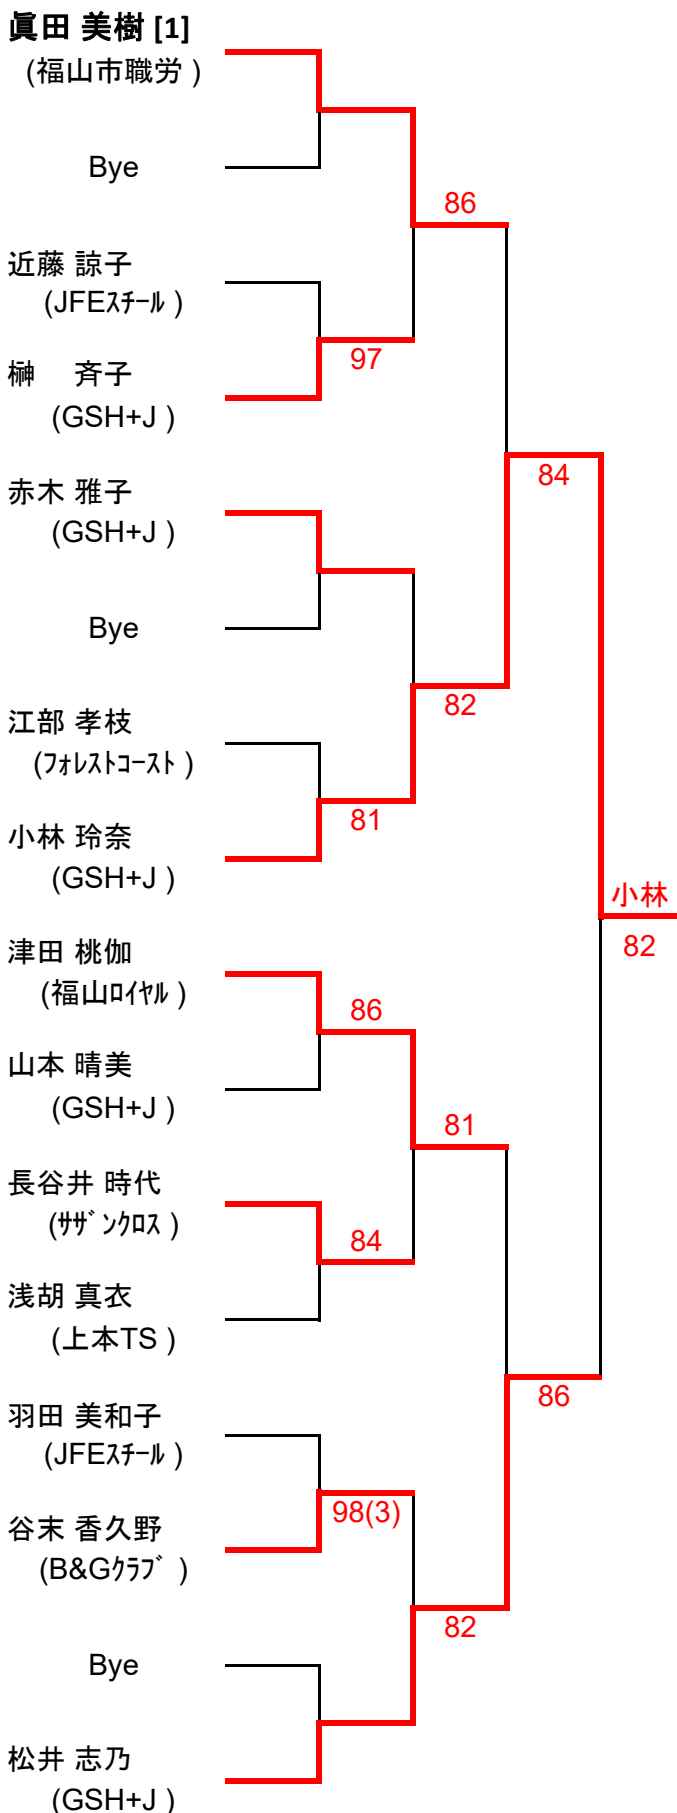 眞田 美樹 [1]
(福山市職労 )
Bye
86
近藤 諒子
(JFEｽﾁｰﾙ )
97
榊 斉子
(GSH+J )
84
赤木 雅子
(GSH+J )
Bye
82
江部 孝枝
(ﾌｫﾚｽﾄｺｰｽﾄ )
81
小林 玲奈
(GSH+J )
小林
82
津田 桃伽
(福山ﾛｲﾔﾙ )
86
山本 晴美
(GSH+J )
81
長谷井 時代
(ｻｻﾞﾝｸﾛｽ )
84
浅胡 真衣
(上本TS )
86
羽田 美和子
(JFEｽﾁｰﾙ )
98(3)
谷末 香久野
(B&Gｸﾗﾌﾞ )
82
Bye
松井 志乃
(GSH+J )